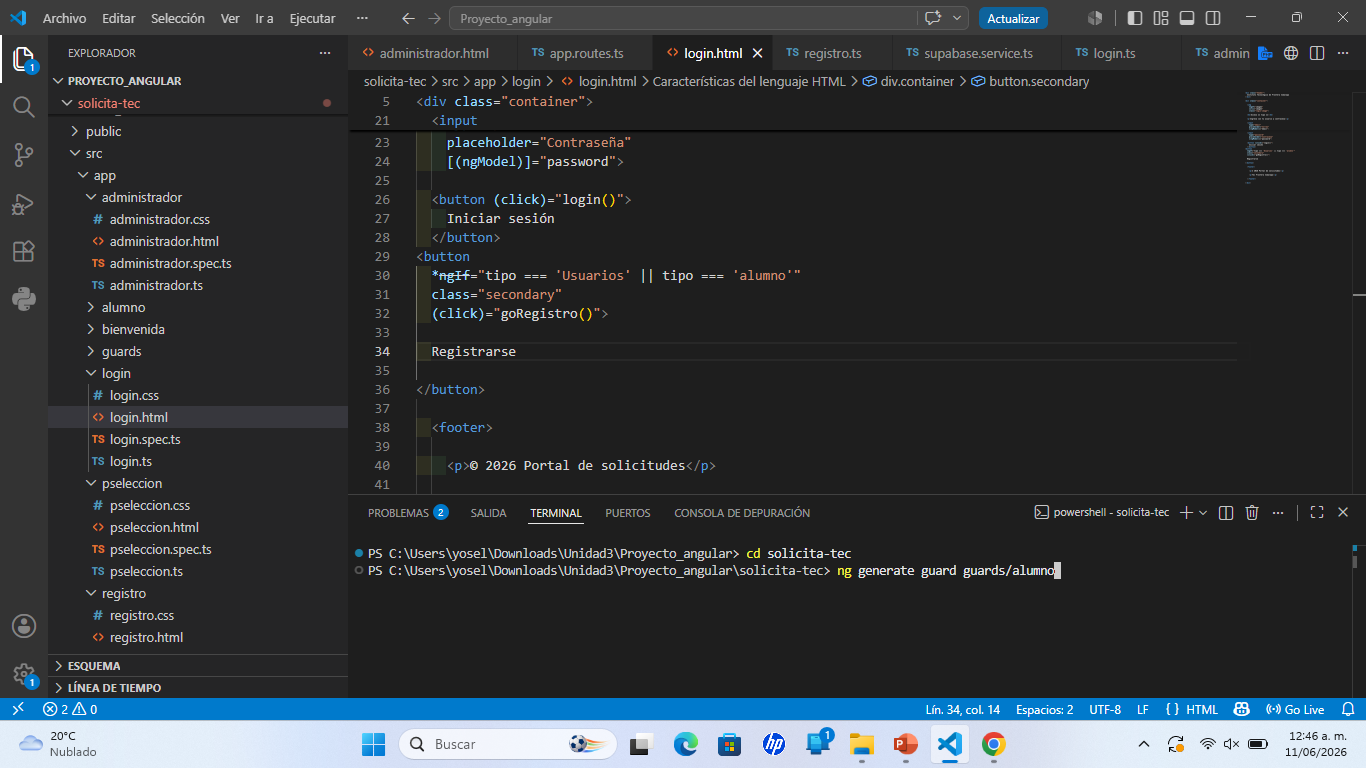 Archivo Editar Selección Ver Ir a Ejecutar ··· Proyecto_angular Actualizar
EXPLORADOR ···
PROYECTO_ANGULAR
solicita-tec
public
src
app
administrador
# administrador.css
<> administrador.html
TS administrador.spec.ts
TS administrador.ts
alumno
bienvenida
guards
login
# login.css
<> login.html
TS login.spec.ts
TS login.ts
pseleccion
# pseleccion.css
<> pseleccion.html
TS pseleccion.spec.ts
TS pseleccion.ts
registro
# registro.css
<> registro.html
ESQUEMA
LÍNEA DE TIEMPO
1
1
<> administrador.html TS app.routes.ts <> login.html TS registro.ts TS supabase.service.ts TS login.ts TS admin ···
solicita-tec > src > app > login > <> login.html > Características del lenguaje HTML > div.container > button.secondary
5 <div class="container">
21 <input
23 placeholder="Contraseña"
24 [(ngModel)]="password">
25
26 <button (click)="login()">
27 Iniciar sesión
28 </button>
29 <button
30 *ngIf="tipo === 'Usuarios' || tipo === 'alumno'"
31 class="secondary"
32 (click)="goRegistro()">
33
34 Registrarse
35
36 </button>
37
38 <footer>
39
40 <p>© 2026 Portal de solicitudes</p>
41
PROBLEMAS 2 SALIDA TERMINAL PUERTOS CONSOLA DE DEPURACIÓN powershell - solicita-tec ···
PS C:\Users\yosel\Downloads\Unidad3\Proyecto_angular> cd solicita-tec
PS C:\Users\yosel\Downloads\Unidad3\Proyecto_angular\solicita-tec> ng generate guard guards/alumno
2 0 Lín. 34, col. 14 Espacios: 2 UTF-8 LF { } HTML Go Live
20°C
Nublado
Buscar
hp
1
12:46 a. m.
11/06/2026